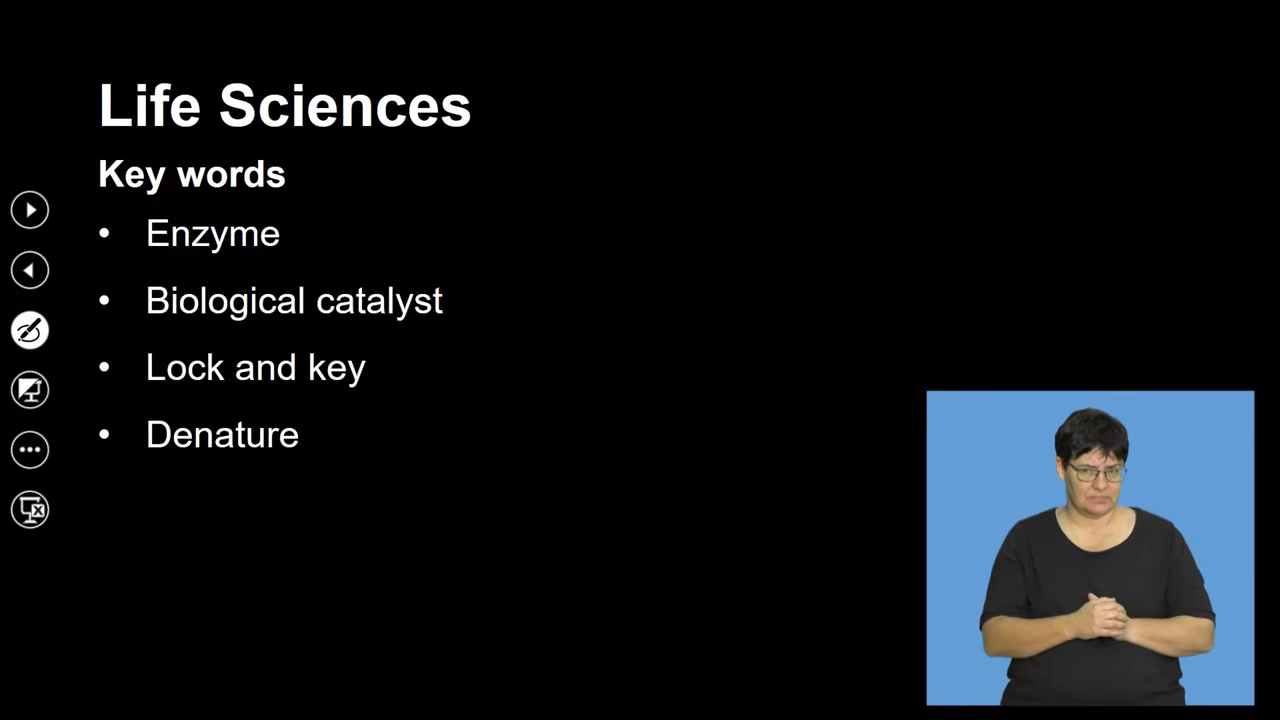 Life Sciences
Key words
• Enzyme
• Biological catalyst
• Lock and key
• Denature